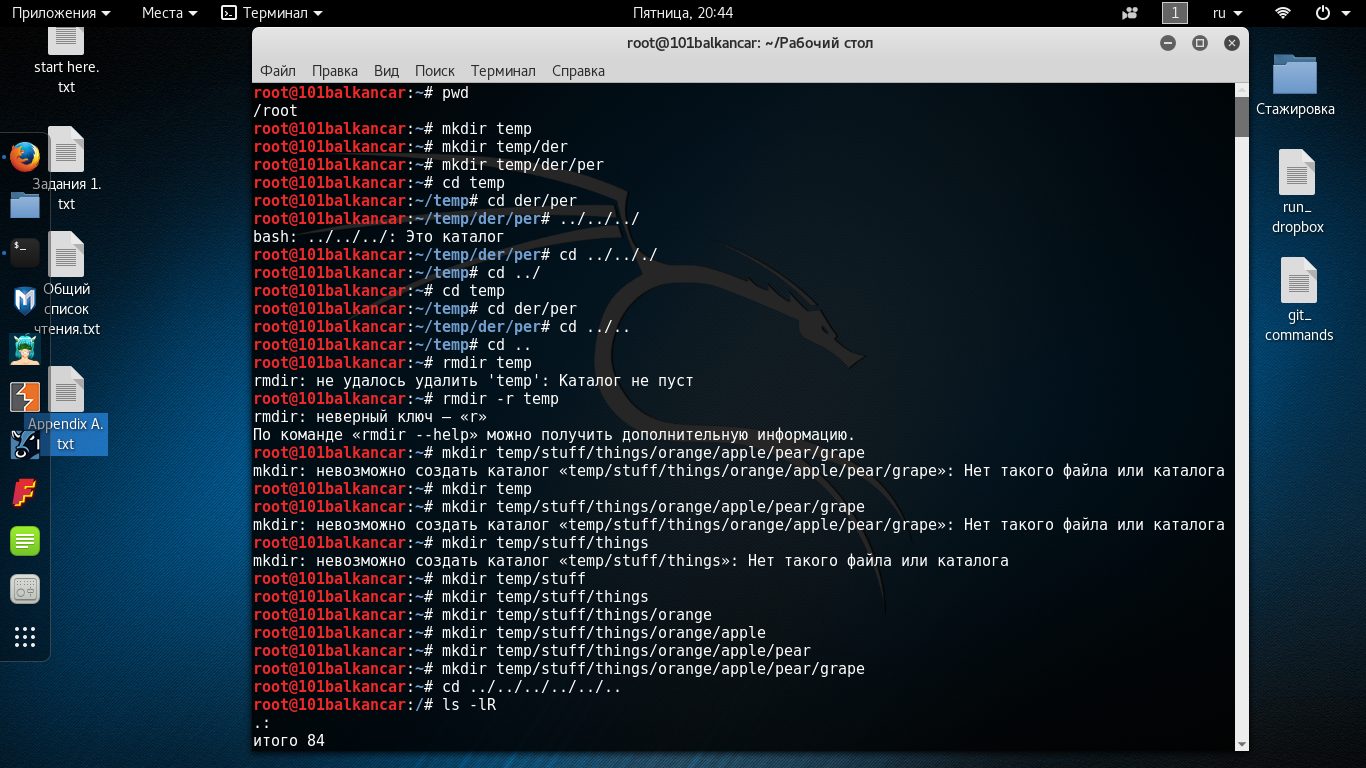 Приложения
Места
Терминал
Пятница, 20:44
1
ru
start here.
txt
Задания 1.
txt
Общий
список
чтения.txt
Appendix A.
txt
root@101balkancar: ~/Рабочий стол
Файл Правка Вид Поиск Терминал Справка
root@101balkancar:~# pwd
/root
root@101balkancar:~# mkdir temp
root@101balkancar:~# mkdir temp/der
root@101balkancar:~# mkdir temp/der/per
root@101balkancar:~# cd temp
root@101balkancar:~/temp# cd der/per
root@101balkancar:~/temp/der/per# ../../../
bash: ../../../: Это каталог
root@101balkancar:~/temp/der/per# cd ../.././
root@101balkancar:~/temp# cd ../
root@101balkancar:~# cd temp
root@101balkancar:~/temp# cd der/per
root@101balkancar:~/temp/der/per# cd ../..
root@101balkancar:~/temp# cd ..
root@101balkancar:~# rmdir temp
rmdir: не удалось удалить 'temp': Каталог не пуст
root@101balkancar:~# rmdir -r temp
rmdir: неверный ключ — «r»
По команде «rmdir --help» можно получить дополнительную информацию.
root@101balkancar:~# mkdir temp/stuff/things/orange/apple/pear/grape
mkdir: невозможно создать каталог «temp/stuff/things/orange/apple/pear/grape»: Нет такого файла или каталога
root@101balkancar:~# mkdir temp
root@101balkancar:~# mkdir temp/stuff/things/orange/apple/pear/grape
mkdir: невозможно создать каталог «temp/stuff/things/orange/apple/pear/grape»: Нет такого файла или каталога
root@101balkancar:~# mkdir temp/stuff/things
mkdir: невозможно создать каталог «temp/stuff/things»: Нет такого файла или каталога
root@101balkancar:~# mkdir temp/stuff
root@101balkancar:~# mkdir temp/stuff/things
root@101balkancar:~# mkdir temp/stuff/things/orange
root@101balkancar:~# mkdir temp/stuff/things/orange/apple
root@101balkancar:~# mkdir temp/stuff/things/orange/apple/pear
root@101balkancar:~# mkdir temp/stuff/things/orange/apple/pear/grape
root@101balkancar:~# cd ../../../../../..
root@101balkancar:/# ls -lR
.:
итого 84
Стажировка
run_
dropbox
git_
commands